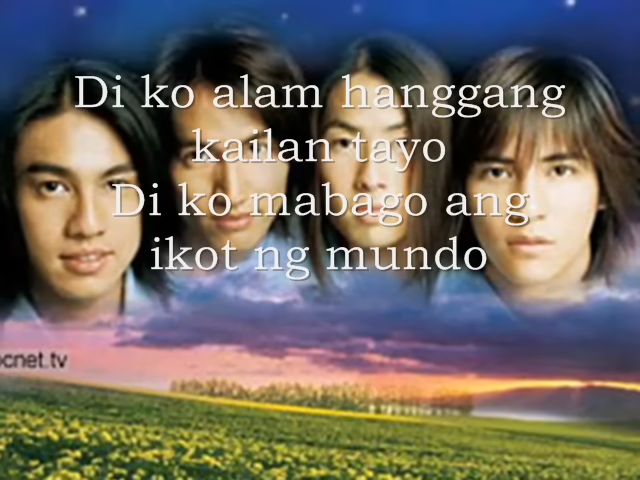 Di ko alam hanggang
kailan tayo
Di ko mabago ang
ikot ng mundo
ocnet.tv